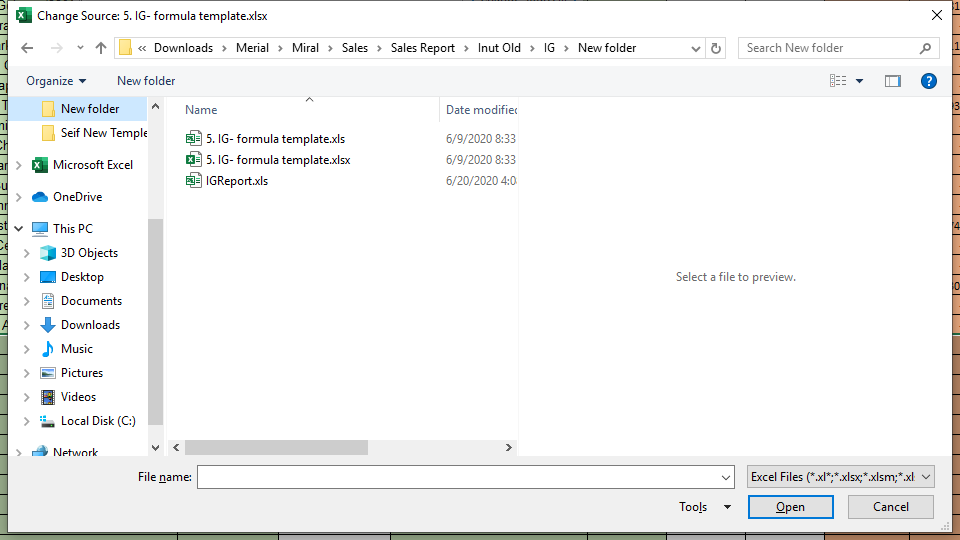 Change Source: 5. IG- formula template.xlsx
« Downloads > Merial > Miral > Sales > Sales Report > Inut Old > IG > New folder
Search New folder
Organize
New folder
New folder
Seif New Temple
Microsoft Excel
OneDrive
This PC
3D Objects
Desktop
Documents
Downloads
Music
Pictures
Videos
Local Disk (C:)
Network
Name
Date modified
5. IG- formula template.xls
6/9/2020 8:33
5. IG- formula template.xlsx
6/9/2020 8:33
IGReport.xls
6/20/2020 4:0
Select a file to preview.
File name:
Excel Files (*.xl*;*.xlsx;*.xlsm;*.xl
Tools
Open
Cancel